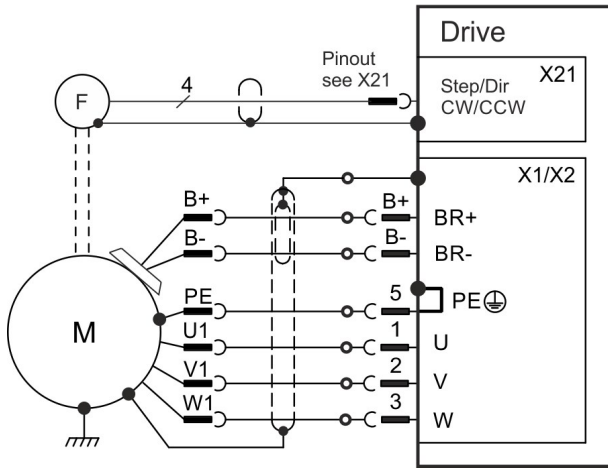 Drive
Pinout
see X21
X21
4
F
Step/Dir
CW/CCW
X1/X2
B+
B+
BR+
B-
B-
BR-
PE
5
PE
M
U1
1
U
V1
2
V
W1
3
W